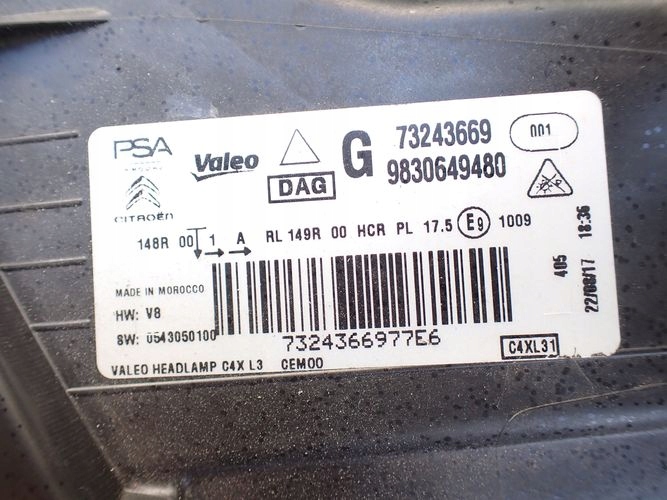 PSA
GROUPE
CITROËN
Valeo
DAG
G
73243669
9830649480
001
148R 00 1 A RL 149R 00 HCR PL 17.5 E9 1009
MADE IN MOROCCO
HW: V8
SW: 0543050100
7324366977E6
VALEO HEADLAMP C4X L3 CEM00
C4XL31
405
22/08/17 18:36